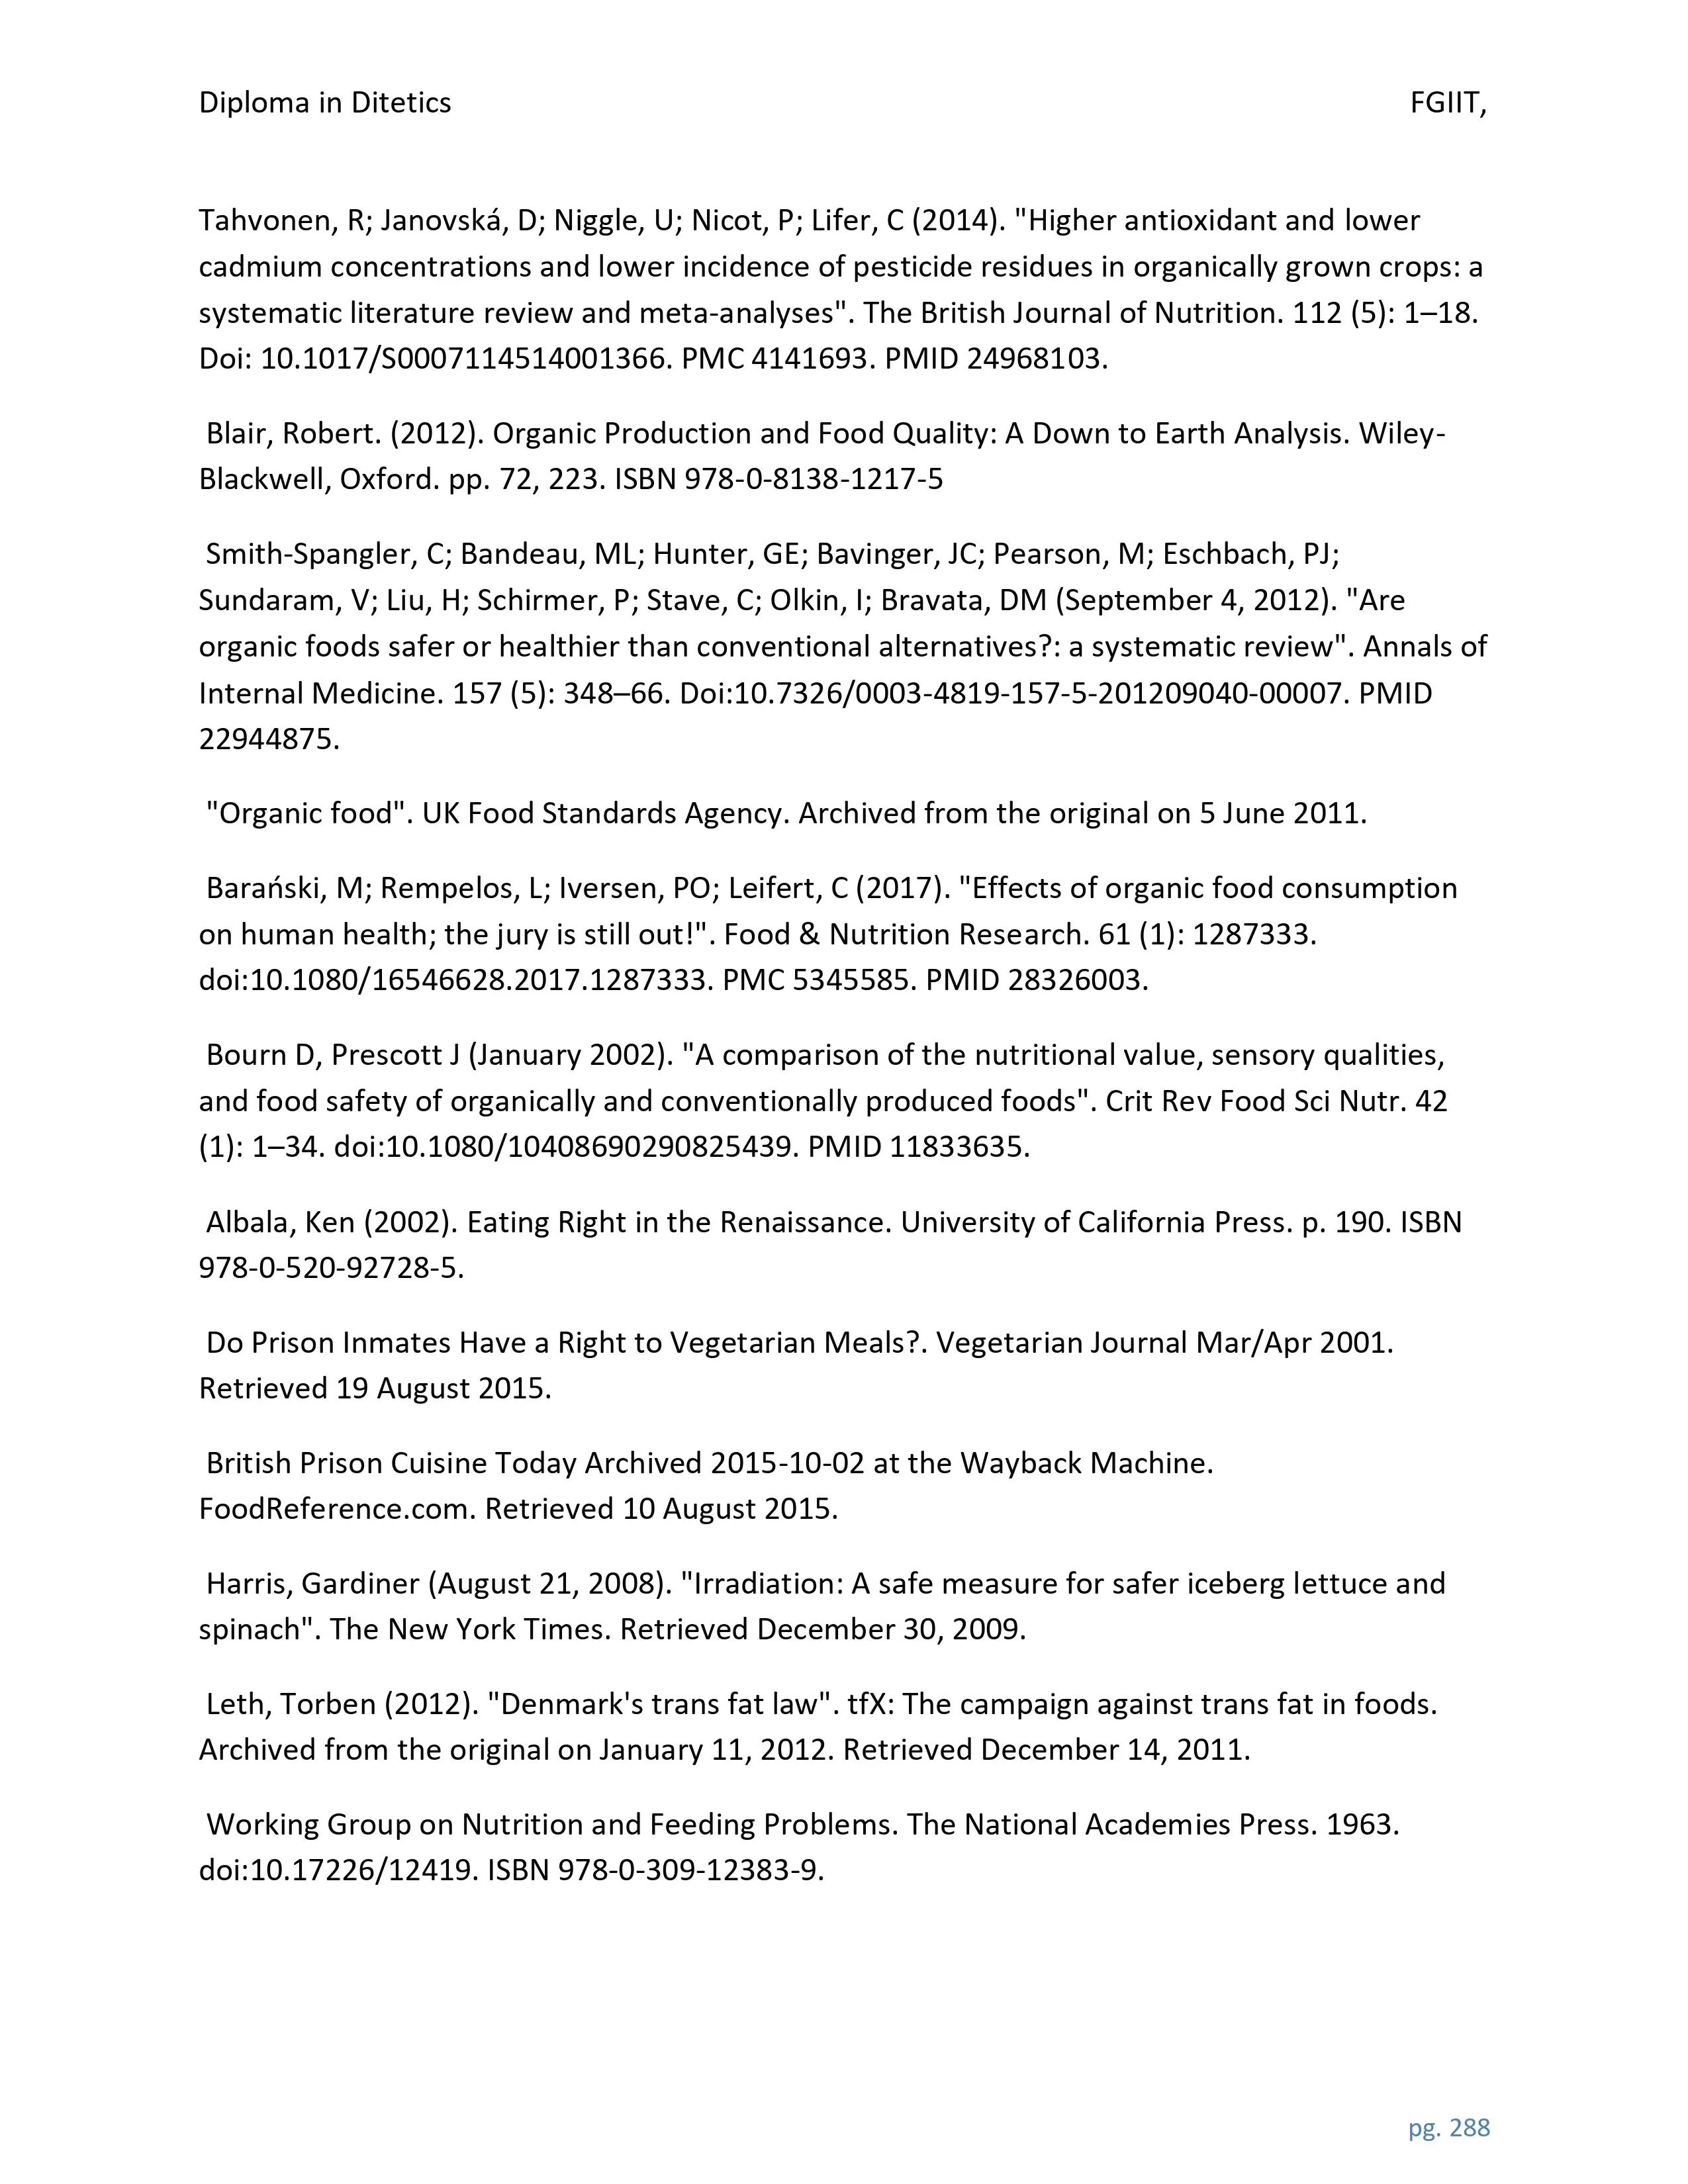 Diploma in Ditetics FGIIT,
Tahvonen, R; Janovská, D; Niggle, U; Nicot, P; Lifer, C (2014). "Higher antioxidant and lower
cadmium concentrations and lower incidence of pesticide residues in organically grown crops: a
systematic literature review and meta-analyses". The British Journal of Nutrition. 112 (5): 1–18.
Doi: 10.1017/S0007114514001366. PMC 4141693. PMID 24968103.
Blair, Robert. (2012). Organic Production and Food Quality: A Down to Earth Analysis. Wiley-
Blackwell, Oxford. pp. 72, 223. ISBN 978-0-8138-1217-5
Smith-Spangler, C; Bandeau, ML; Hunter, GE; Bavinger, JC; Pearson, M; Eschbach, PJ;
Sundaram, V; Liu, H; Schirmer, P; Stave, C; Olkin, I; Bravata, DM (September 4, 2012). "Are
organic foods safer or healthier than conventional alternatives?: a systematic review". Annals of
Internal Medicine. 157 (5): 348–66. Doi:10.7326/0003-4819-157-5-201209040-00007. PMID
22944875.
"Organic food". UK Food Standards Agency. Archived from the original on 5 June 2011.
Barański, M; Rempelos, L; Iversen, PO; Leifert, C (2017). "Effects of organic food consumption
on human health; the jury is still out!". Food & Nutrition Research. 61 (1): 1287333.
doi:10.1080/16546628.2017.1287333. PMC 5345585. PMID 28326003.
Bourn D, Prescott J (January 2002). "A comparison of the nutritional value, sensory qualities,
and food safety of organically and conventionally produced foods". Crit Rev Food Sci Nutr. 42
(1): 1–34. doi:10.1080/10408690290825439. PMID 11833635.
Albala, Ken (2002). Eating Right in the Renaissance. University of California Press. p. 190. ISBN
978-0-520-92728-5.
Do Prison Inmates Have a Right to Vegetarian Meals?. Vegetarian Journal Mar/Apr 2001.
Retrieved 19 August 2015.
British Prison Cuisine Today Archived 2015-10-02 at the Wayback Machine.
FoodReference.com. Retrieved 10 August 2015.
Harris, Gardiner (August 21, 2008). "Irradiation: A safe measure for safer iceberg lettuce and
spinach". The New York Times. Retrieved December 30, 2009.
Leth, Torben (2012). "Denmark's trans fat law". tfX: The campaign against trans fat in foods.
Archived from the original on January 11, 2012. Retrieved December 14, 2011.
Working Group on Nutrition and Feeding Problems. The National Academies Press. 1963.
doi:10.17226/12419. ISBN 978-0-309-12383-9.
pg. 288